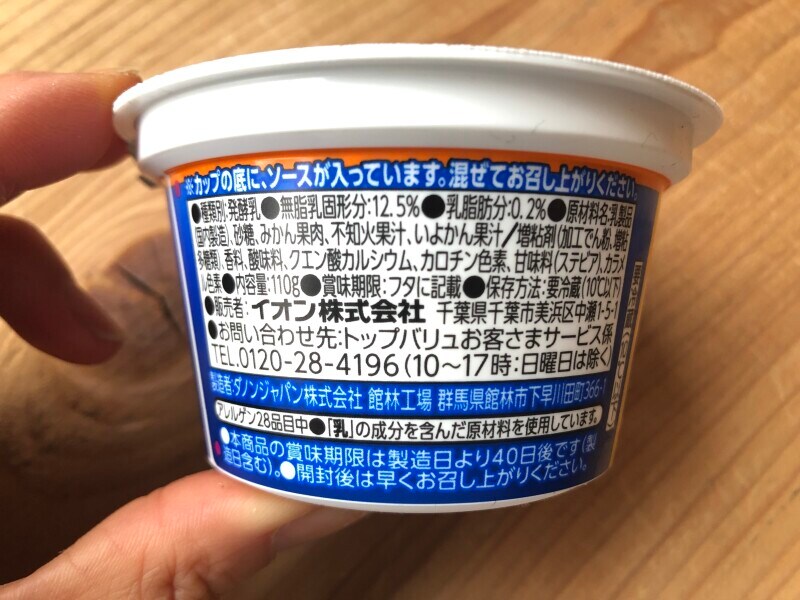 ※カップの底に、ソースが入っています。混ぜてお召し上がりください。
●種類別:発酵乳●無脂乳固形分:12.5%●乳脂肪分:0.2%●原材料名:乳製品
(国内製造)、砂糖、みかん果肉、不知火果汁、いよかん果汁/増粘剤(加工でん粉、増粘
多糖類)、香料、酸味料、クエン酸カルシウム、カロチン色素、甘味料(ステビア)、カラメ
ル色素●内容量:110g●賞味期限:フタに記載●保存方法:要冷蔵(10℃以下)
●販売者:イオン株式会社 千葉県千葉市美浜区中瀬1-5-1
●お問い合わせ先:トップバリュお客さまサービス係
TEL.0120-28-4196(10〜17時:日曜日は除く)
製造者:ダノンジャパン株式会社 館林工場 群馬県館林市下早川田町366-1
アレルゲン28品目中●「乳」の成分を含んだ原材料を使用しています。
●本商品の賞味期限は製造日より40日後です(製
造日含む)。●開封後は早くお召し上がりください。